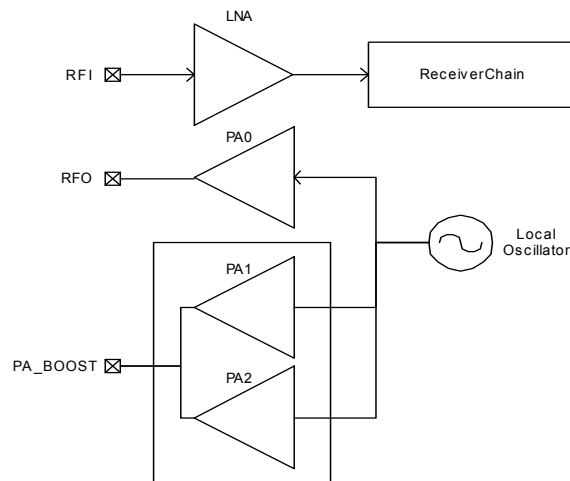 LNA
RFI
ReceiverChain
PA0
RFO
Local
Oscillator
PA1
PA_BOOST
PA2